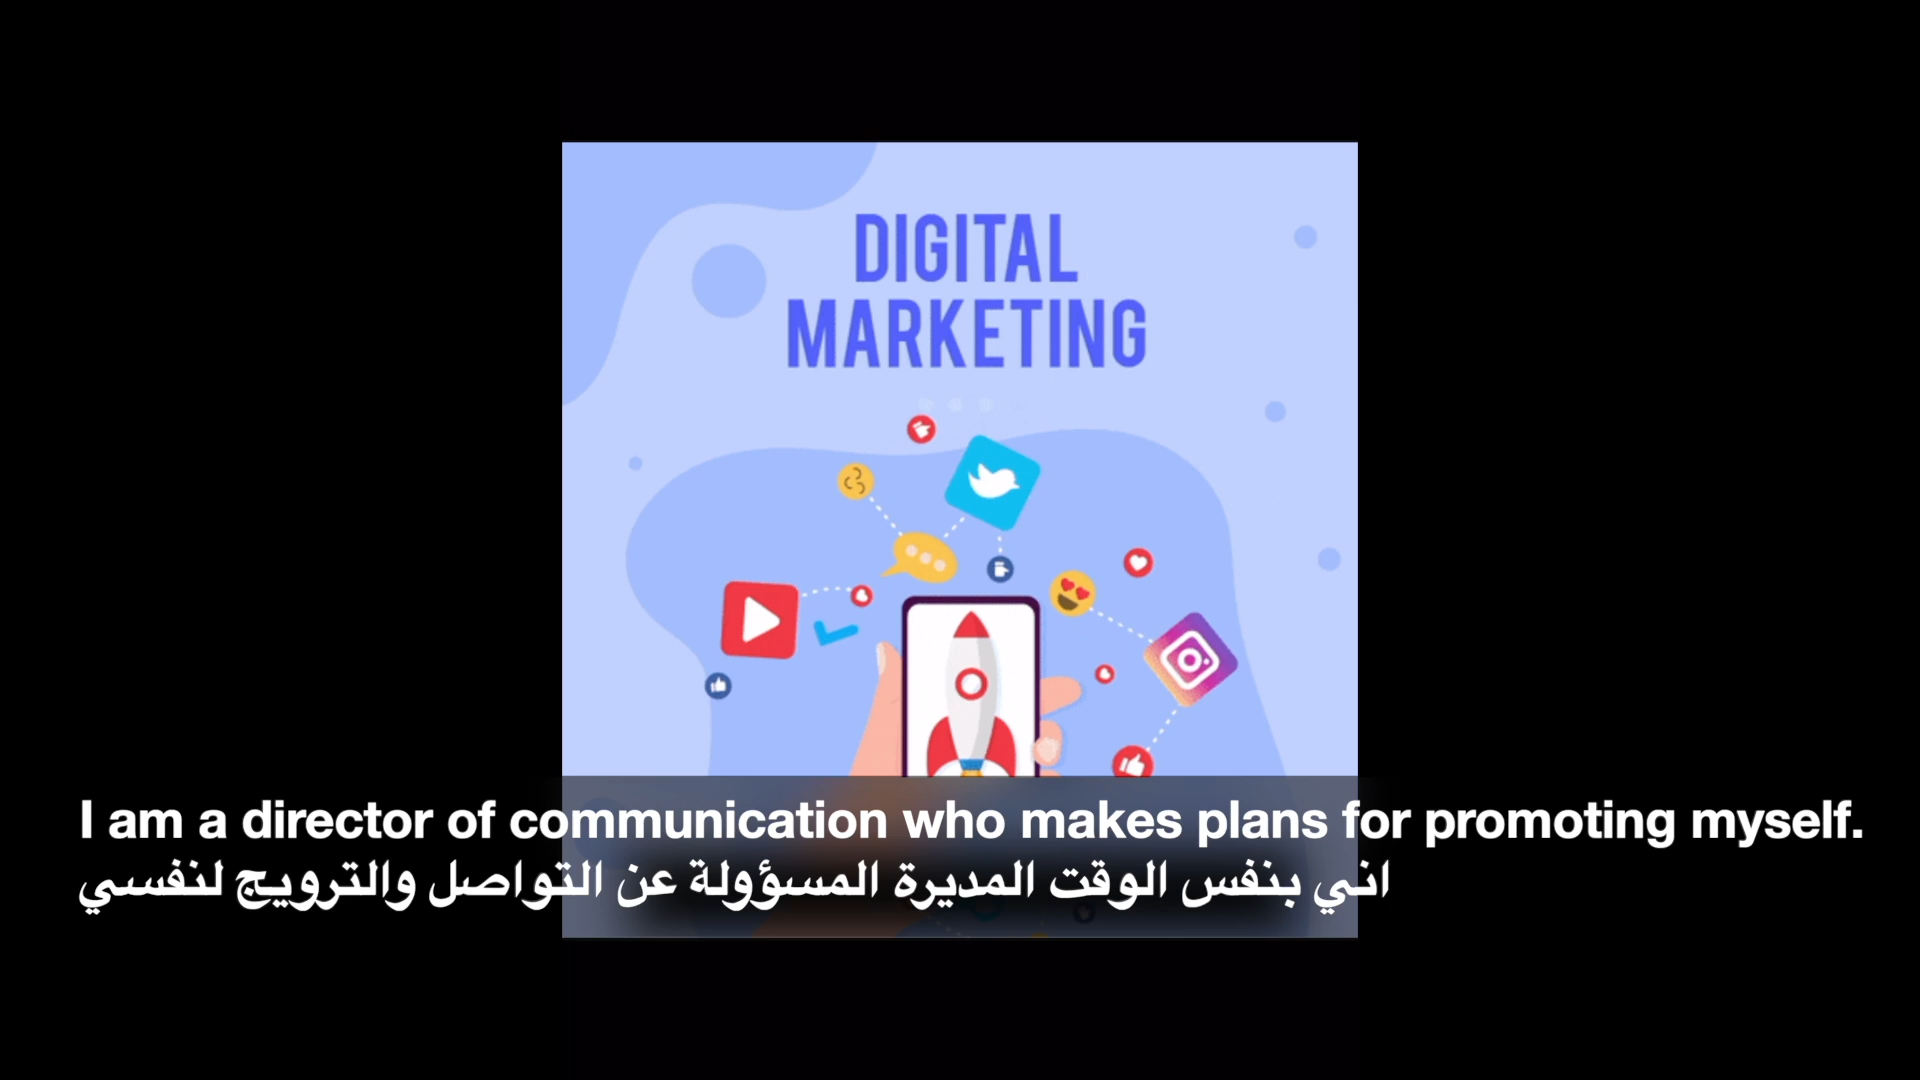 DIGITAL
MARKETING
I am a director of communication who makes plans for promoting myself.
انني بنفس الوقت المديرة المسؤولة عن التواصل والترويج لنفسي